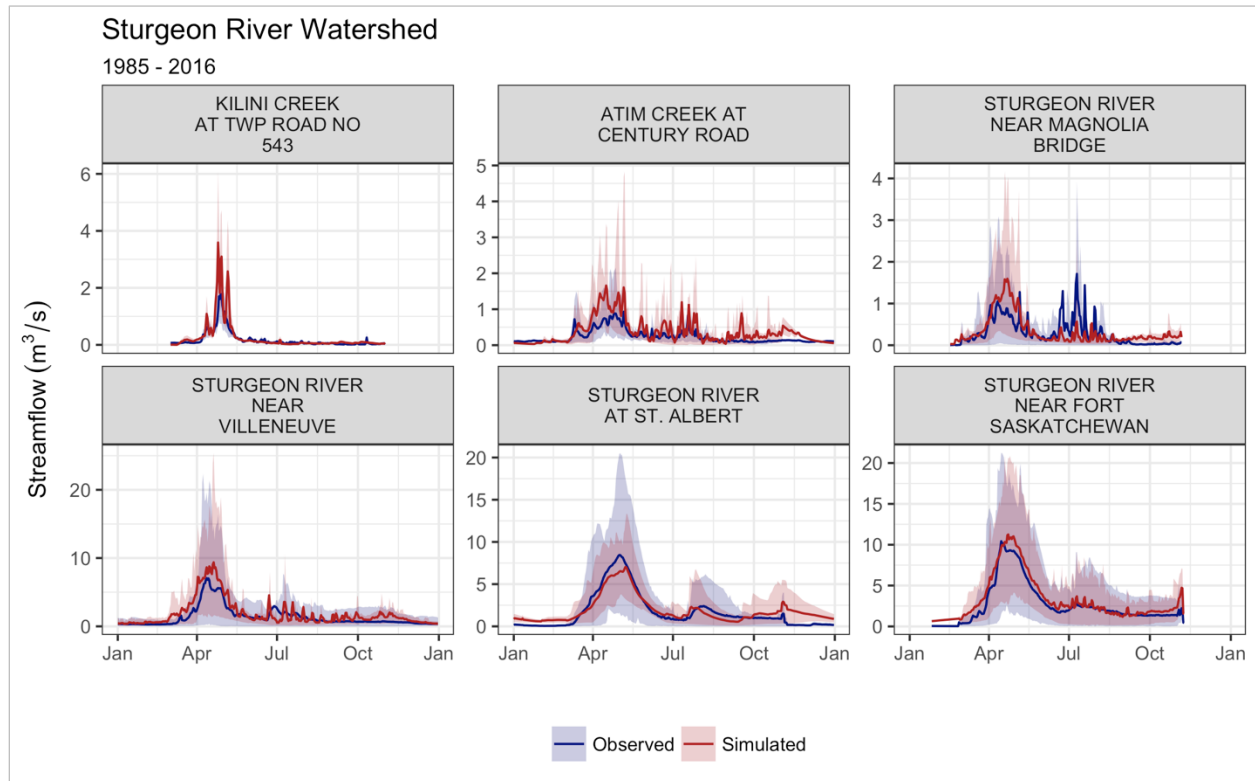 Sturgeon River Watershed
1985 - 2016
KILINI CREEK
AT TWP ROAD NO
543
ATIM CREEK AT
CENTURY ROAD
STURGEON RIVER
NEAR MAGNOLIA
BRIDGE
6
4
2
0
5
4
3
2
1
0
4
3
2
1
0
STURGEON RIVER
NEAR
VILLENEUVE
STURGEON RIVER
AT ST. ALBERT
STURGEON RIVER
NEAR FORT
SASKATCHEWAN
20
10
0
20
15
10
5
0
20
15
10
5
0
Jan Apr Jul Oct Jan
Jan Apr Jul Oct Jan
Jan Apr Jul Oct Jan
Streamflow (m³/s)
Observed Simulated